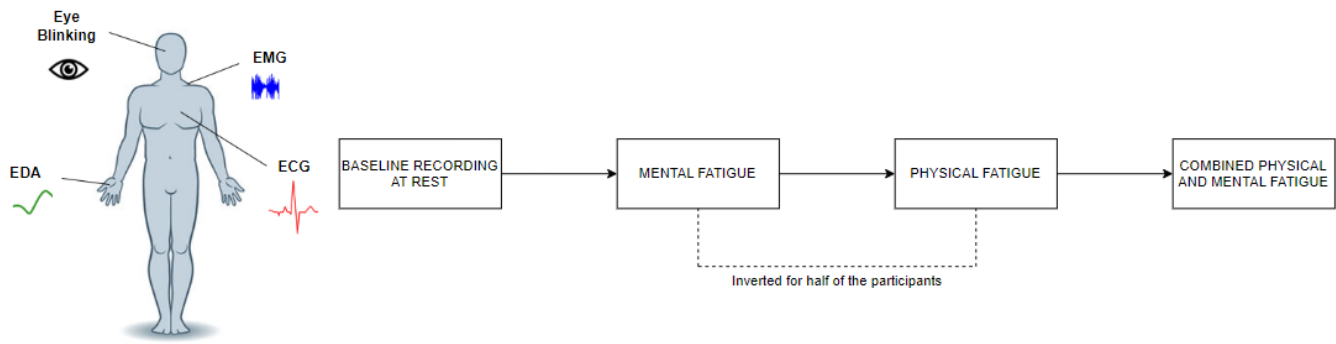 Eye
Blinking
EMG
ECG
EDA
BASELINE RECORDING
AT REST
MENTAL FATIGUE
PHYSICAL FATIGUE
COMBINED PHYSICAL
AND MENTAL FATIGUE
Inverted for half of the participants